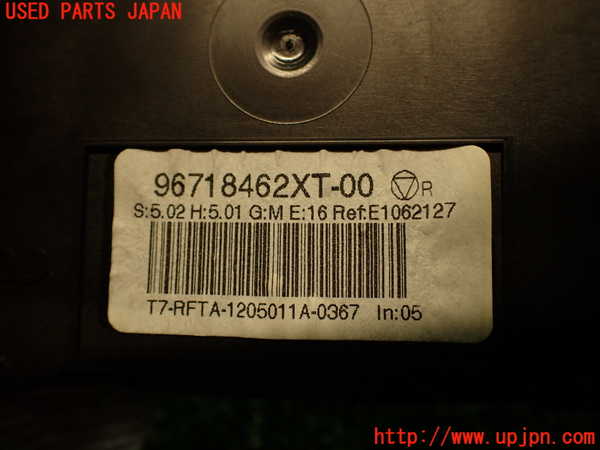 USED PARTS JAPAN
96718462XT-00 R
S:5.02 H:5.01 G:M E:16 Ref:E1062127
T7-RFTA-1205011A-0367 In:05
http://www.upjpn.com/